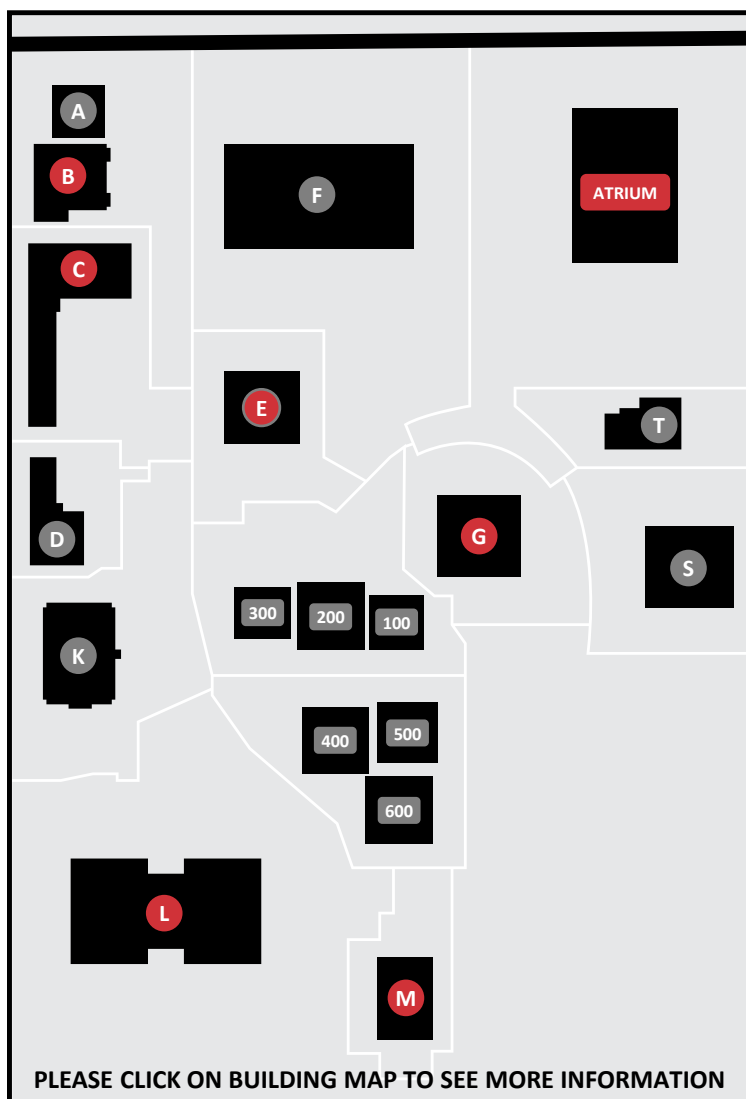 A
B
F
ATRIUM
C
E
T
D
G
S
300
200
100
K
400
500
600
L
M
PLEASE CLICK ON BUILDING MAP TO SEE MORE INFORMATION